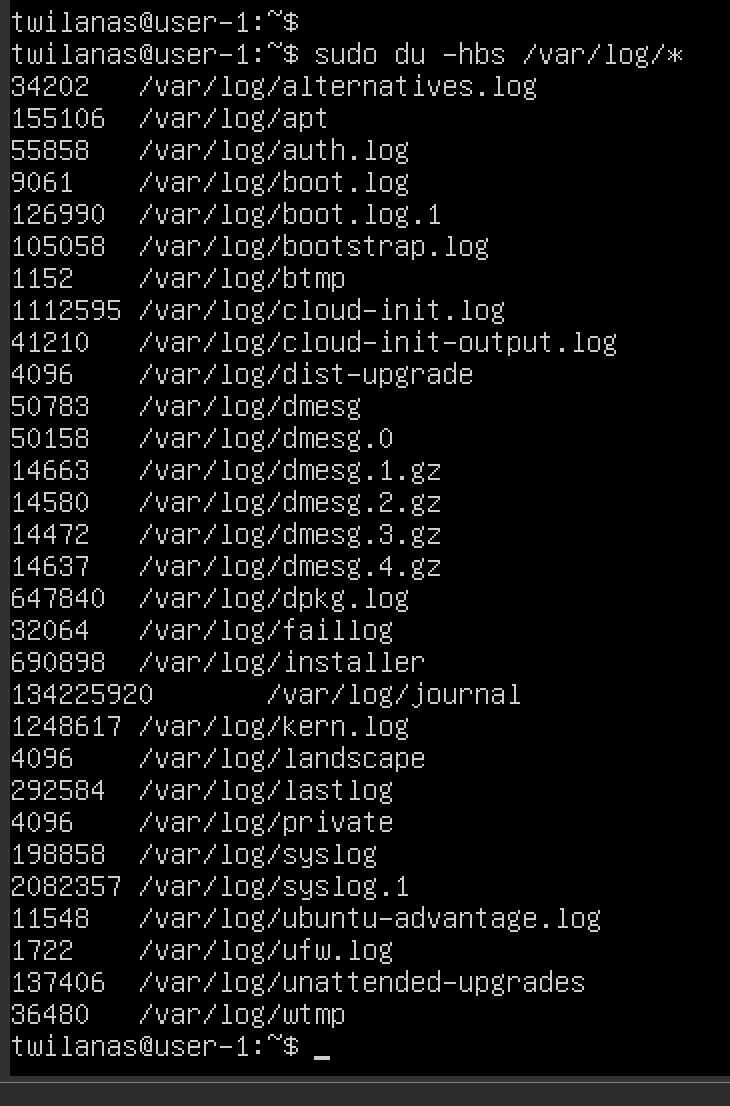 twilanas@user-1:~$
twilanas@user-1:~$ sudo du -hbs /var/log/*
34202 /var/log/alternatives.log
155106 /var/log/apt
55858 /var/log/auth.log
9061 /var/log/boot.log
126990 /var/log/boot.log.1
105058 /var/log/bootstrap.log
1152 /var/log/btmp
1112595 /var/log/cloud-init.log
41210 /var/log/cloud-init-output.log
4096 /var/log/dist-upgrade
50783 /var/log/dmesg
50158 /var/log/dmesg.0
14663 /var/log/dmesg.1.gz
14580 /var/log/dmesg.2.gz
14472 /var/log/dmesg.3.gz
14637 /var/log/dmesg.4.gz
647840 /var/log/dpkg.log
32064 /var/log/faillog
690898 /var/log/installer
134225920 /var/log/journal
1248617 /var/log/kern.log
4096 /var/log/landscape
292584 /var/log/lastlog
4096 /var/log/private
198858 /var/log/syslog
2082357 /var/log/syslog.1
11548 /var/log/ubuntu-advantage.log
1722 /var/log/ufw.log
137406 /var/log/unattended-upgrades
36480 /var/log/wtmp
twilanas@user-1:~$ _